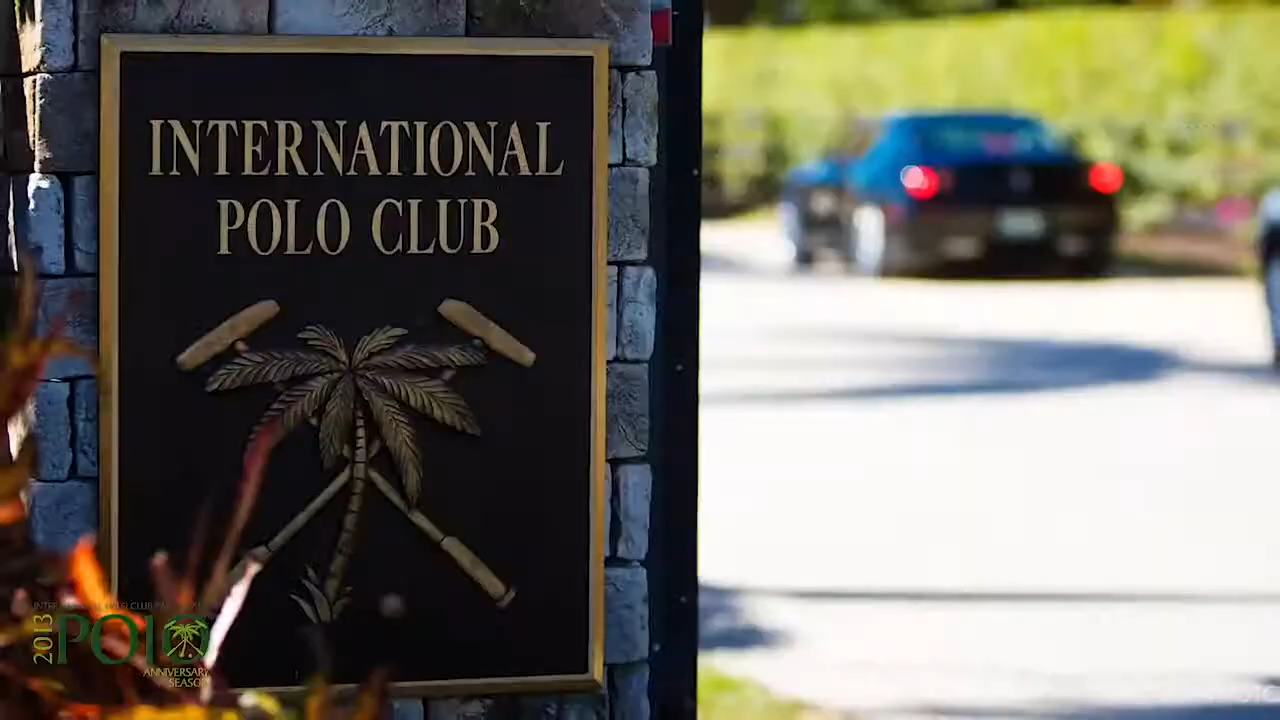 INTERNATIONAL
POLO CLUB
2013
POLO
ANNIVERSARY
SEASON